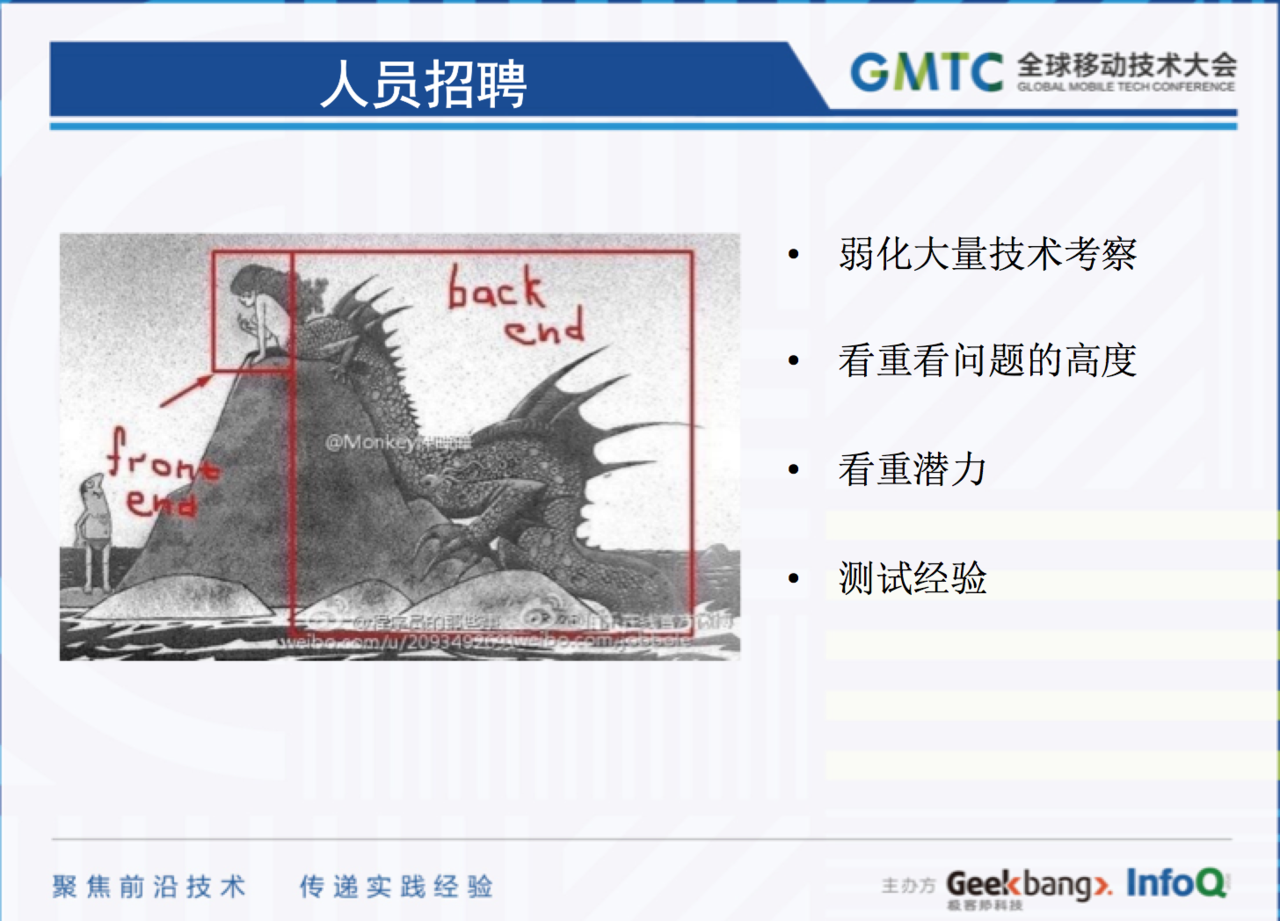 人员招聘
GMTC 全球移动技术大会
GLOBAL MOBILE TECH CONFERENCE
back
end
front
end
@Monkey
@程序员的那些事
weibo.com/u/2093492691 weibo.com/jobbole
• 弱化大量技术考察
• 看重看问题的高度
• 看重潜力
• 测试经验
聚焦前沿技术 传递实践经验
主办方 Geekbang>. InfoQ
极客邦科技